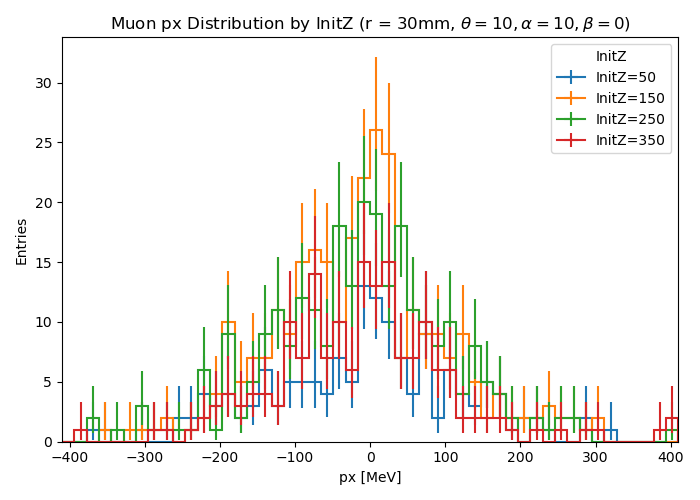 Muon px Distribution by InitZ (r = 30mm, θ = 10, α = 10, β = 0)
InitZ
InitZ=50
InitZ=150
InitZ=250
InitZ=350
Entries
30
25
20
15
10
5
0
−400 −300 −200 −100 0 100 200 300 400
px [MeV]